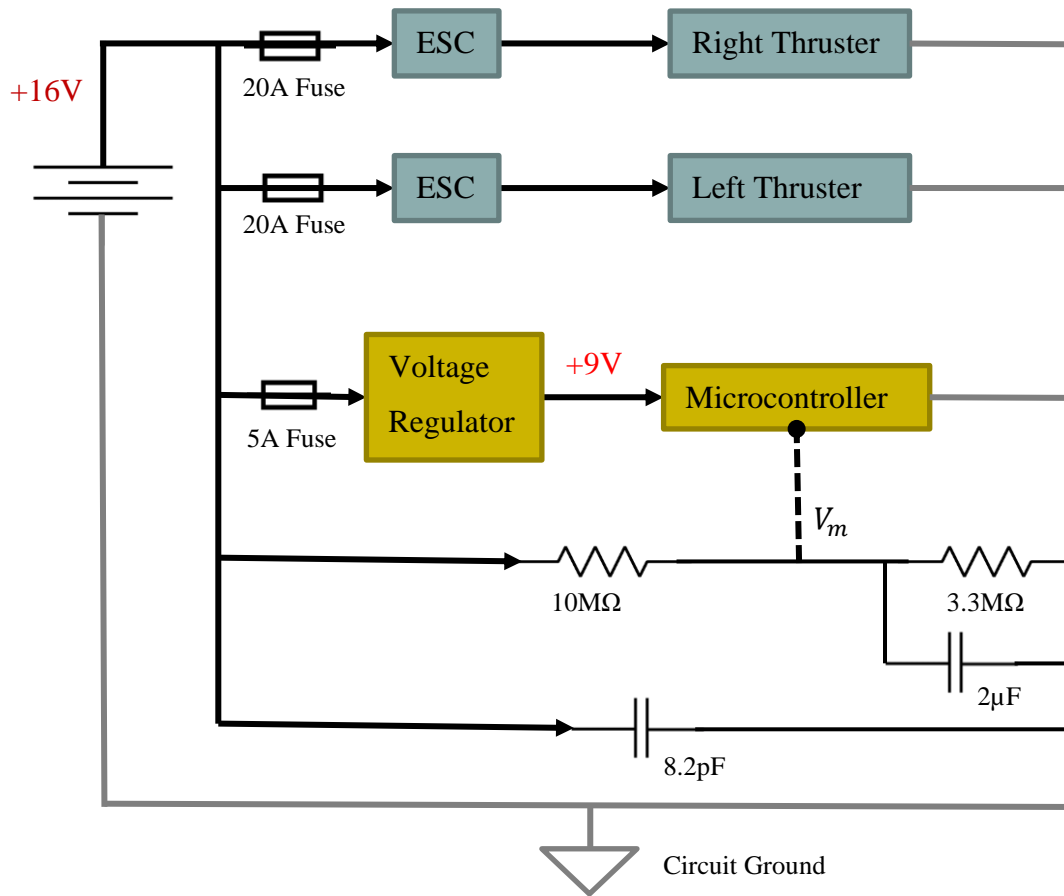 ESC
Right Thruster
+16V
20A Fuse
ESC
Left Thruster
20A Fuse
Voltage
Regulator
+9V
Microcontroller
5A Fuse
Vₘ
10MΩ
3.3MΩ
2µF
8.2pF
Circuit Ground